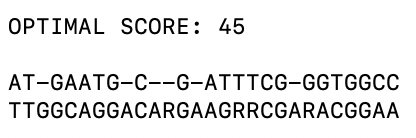 OPTIMAL SCORE: 45
AT-GAATG-C--G-ATTTCG-GGTGGCC
TTGGCAGGACARGAAGRRCGARACGGAA